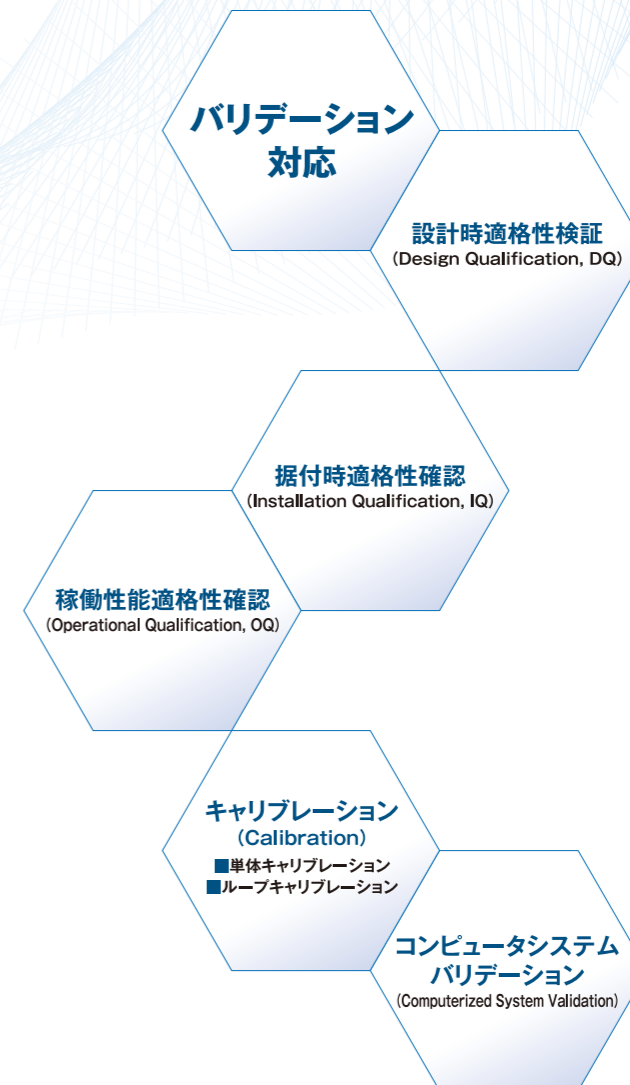 バリデーション
対応
設計時適格性検証
(Design Qualification, DQ)
据付時適格性確認
(Installation Qualification, IQ)
稼働性能適格性確認
(Operational Qualification, OQ)
キャリブレーション
(Calibration)
■単体キャリブレーション
■ループキャリブレーション
コンピュータシステム
バリデーション
(Computerized System Validation)